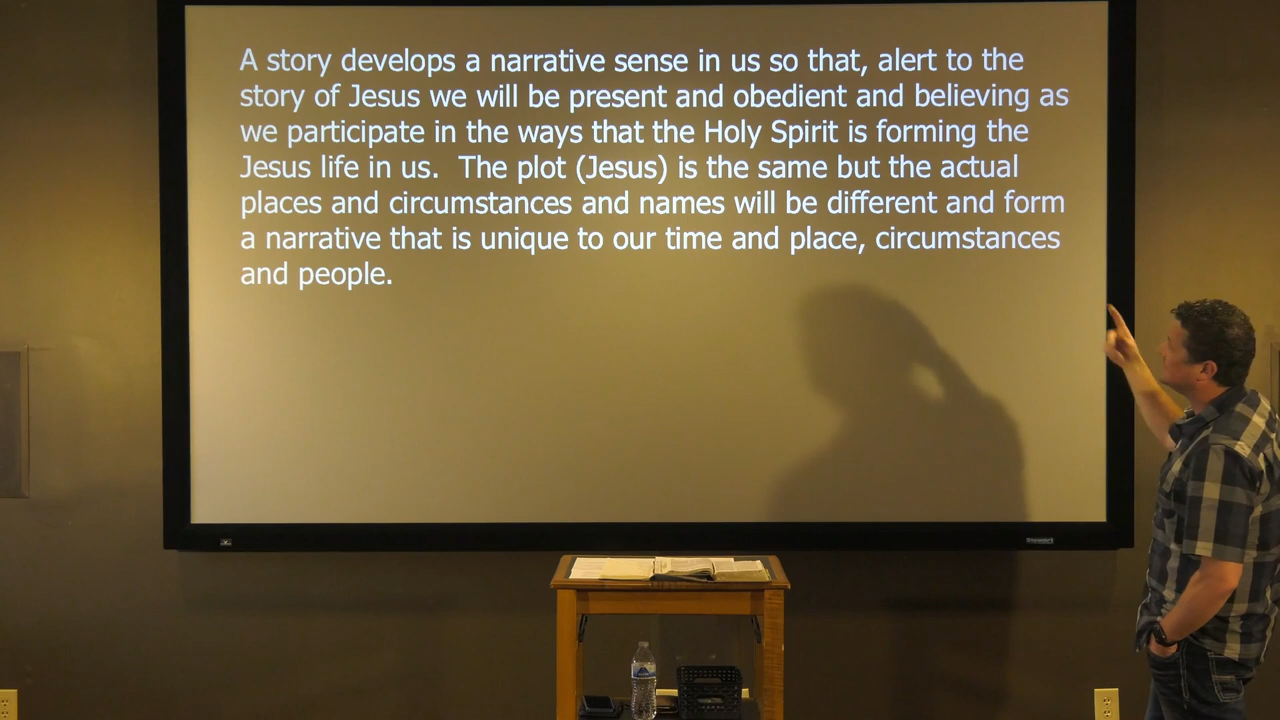 A story develops a narrative sense in us so that, alert to the
story of Jesus we will be present and obedient and believing as
we participate in the ways that the Holy Spirit is forming the
Jesus life in us.  The plot (Jesus) is the same but the actual
places and circumstances and names will be different and form
a narrative that is unique to our time and place, circumstances
and people.